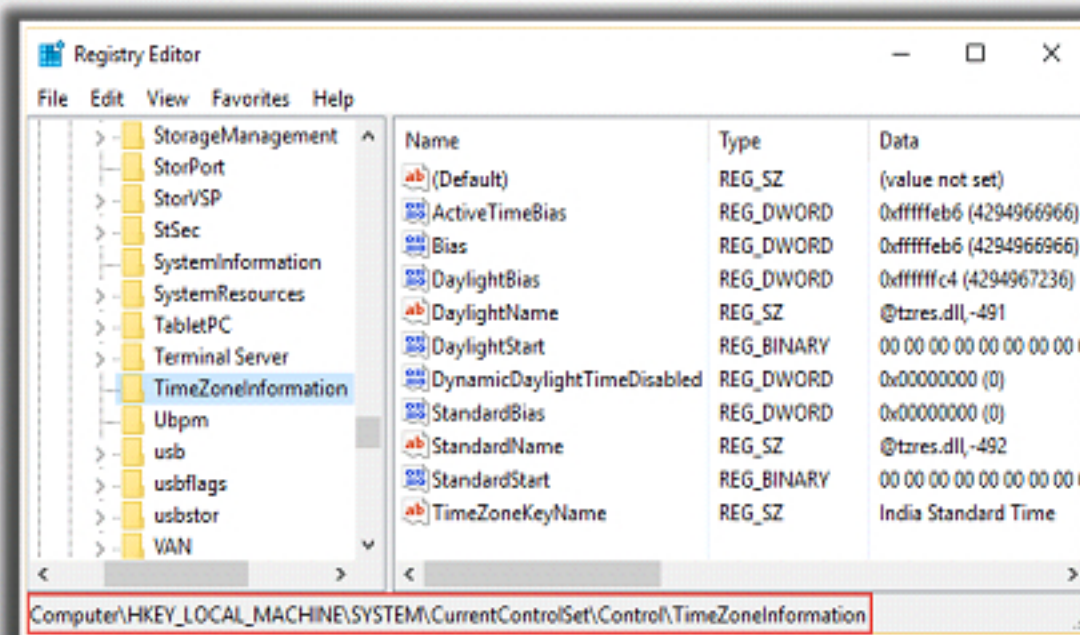 Registry Editor
File Edit View Favorites Help
StorageManagement
StorPort
StorVSP
StSec
SystemInformation
SystemResources
TabletPC
Terminal Server
TimeZoneInformation
Ubpm
usb
usbflags
usbstor
VAN
Name Type Data
(Default) REG_SZ (value not set)
ActiveTimeBias REG_DWORD 0xfffffeb6 (4294966966)
Bias REG_DWORD 0xfffffeb6 (4294966966)
DaylightBias REG_DWORD 0xffffffc4 (4294967236)
DaylightName REG_SZ @tzres.dll,-491
DaylightStart REG_BINARY 00 00 00 00 00 00 00 00
DynamicDaylightTimeDisabled REG_DWORD 0x00000000 (0)
StandardBias REG_DWORD 0x00000000 (0)
StandardName REG_SZ @tzres.dll,-492
StandardStart REG_BINARY 00 00 00 00 00 00 00 00
TimeZoneKeyName REG_SZ India Standard Time
Computer\HKEY_LOCAL_MACHINE\SYSTEM\CurrentControlSet\Control\TimeZoneInformation